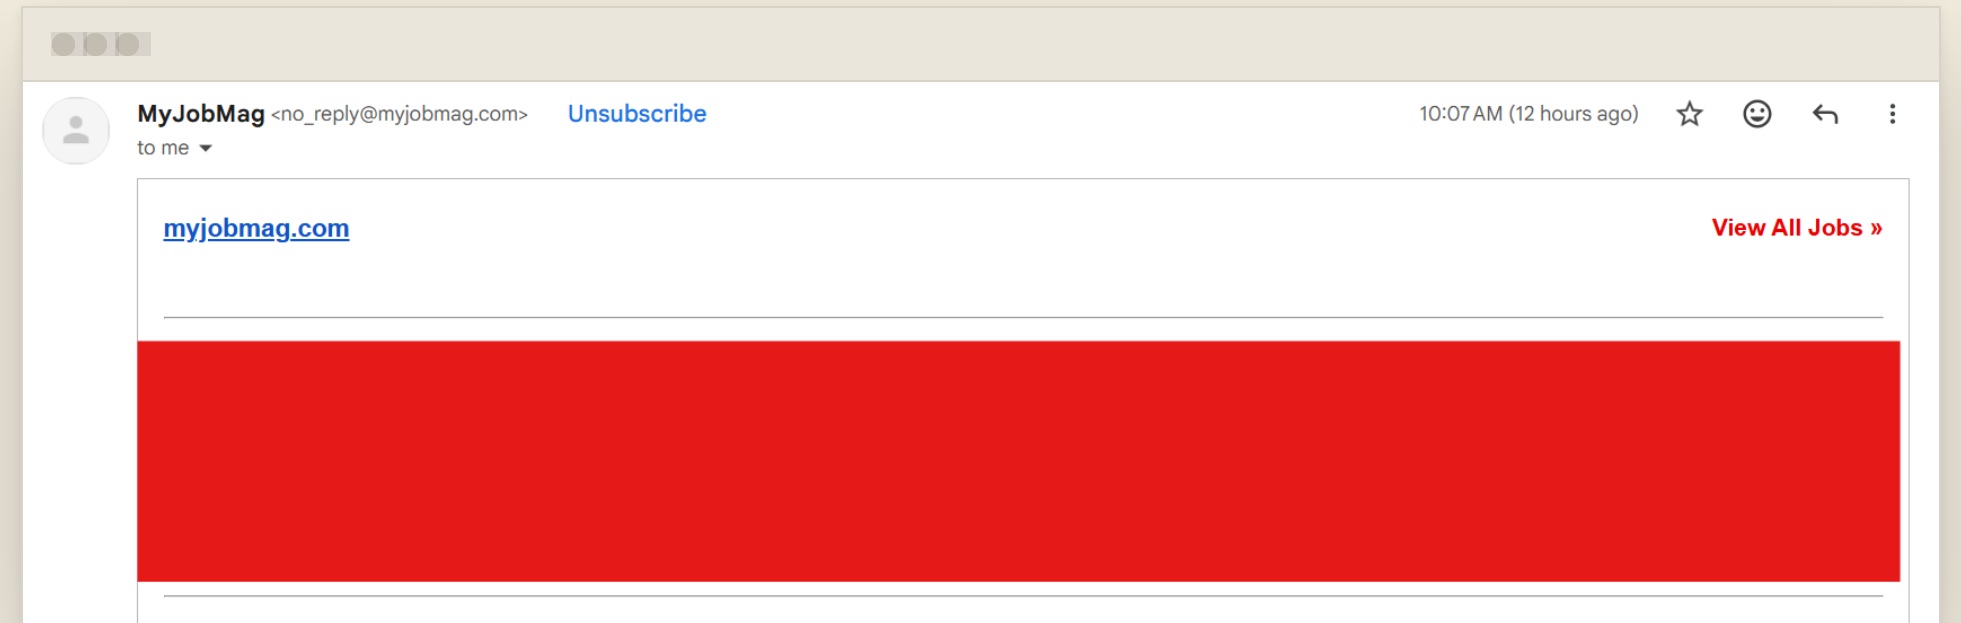 MyJobMag <no_reply@myjobmag.com> Unsubscribe 10:07 AM (12 hours ago)
to me
myjobmag.com View All Jobs »